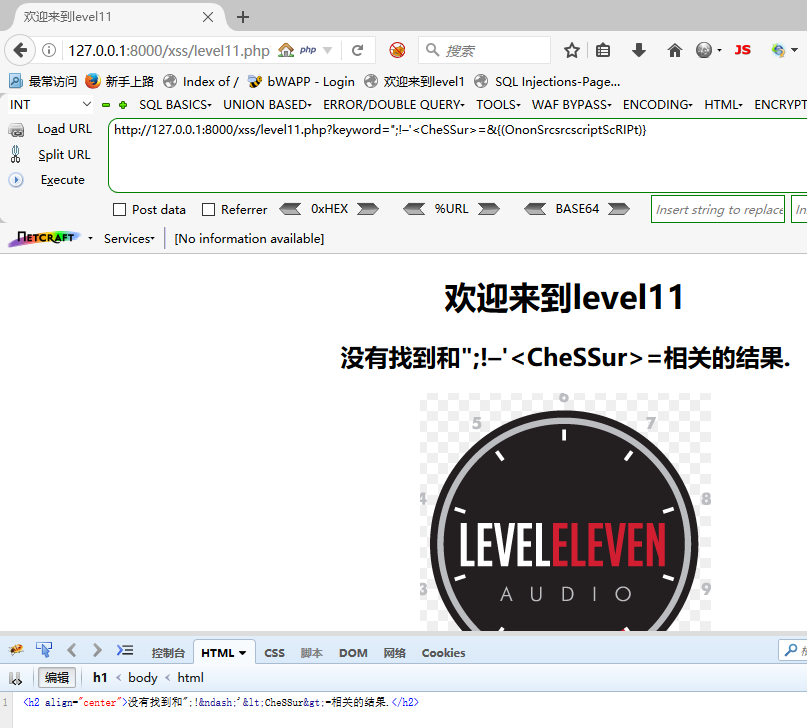 欢迎来到level11
127.0.0.1:8000/xss/level11.php
php
搜索
JS
最常访问 新手上路 Index of / bWAPP - Login 欢迎来到level1 SQL Injections-Page...
INT SQL BASICS UNION BASED ERROR/DOUBLE QUERY TOOLS WAF BYPASS ENCODING HTML ENCRYPT
Load URL
Split URL
Execute
http://127.0.0.1:8000/xss/level11.php?keyword=";!–'<CheSSur>=&{(OnonSrcsrcscriptScRIPt)}
Post data Referrer 0xHEX %URL BASE64 Insert string to replace In
NETCRAFT Services [No information available]
欢迎来到level11
没有找到和";!–'<CheSSur>=相关的结果.
6
5 7
4 8
LEVELELEVEN
3 9
AUDIO
控制台 HTML CSS 脚本 DOM 网络 Cookies
编辑 h1 < body < html
1 <h2 align="center">没有找到和";!&ndash;'&lt;CheSSur&gt;=相关的结果.</h2>